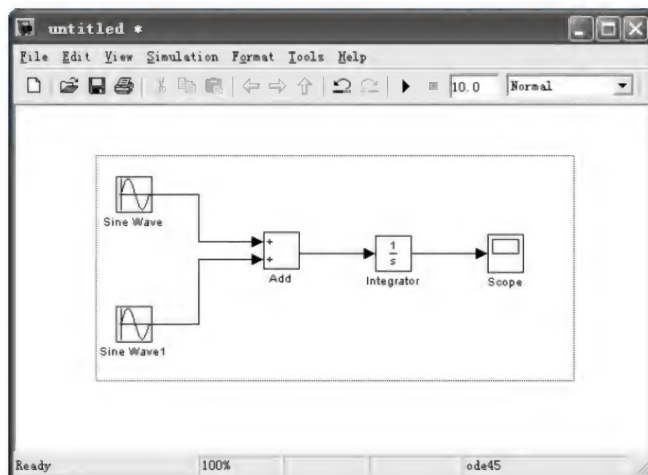 untitled *
File Edit View Simulation Format Tools Help
10.0 Normal
Sine Wave
+
+
Add
1
s
Integrator
Scope
Sine Wave1
Ready 100% ode45